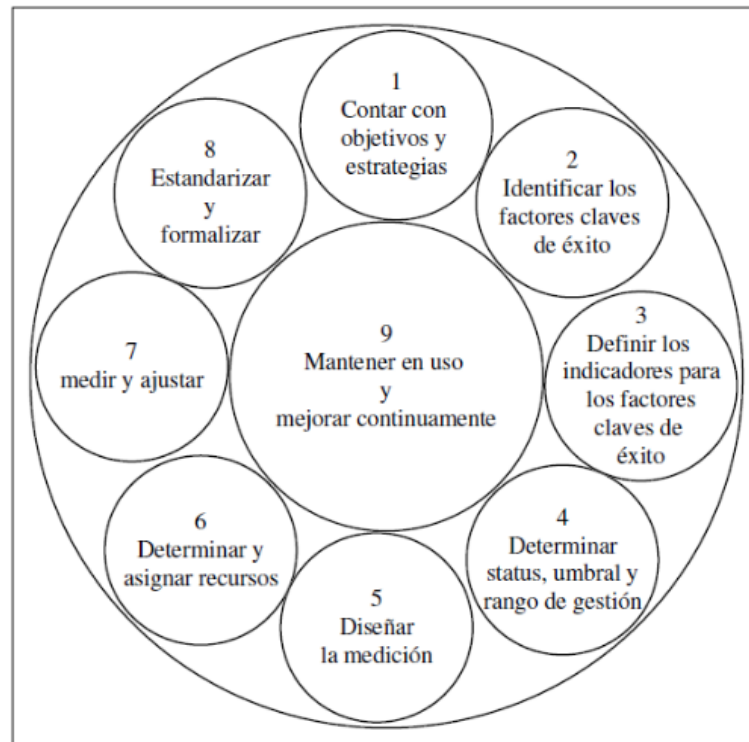 1
Contar con
objetivos y
estrategias
2
Identificar los
factores claves
de éxito
3
Definir los
indicadores para
los factores
claves de
éxito
4
Determinar
status, umbral y
rango de gestión
5
Diseñar
la medición
6
Determinar y
asignar recursos
7
medir y ajustar
8
Estandarizar
y
formalizar
9
Mantener en uso
y
mejorar continuamente